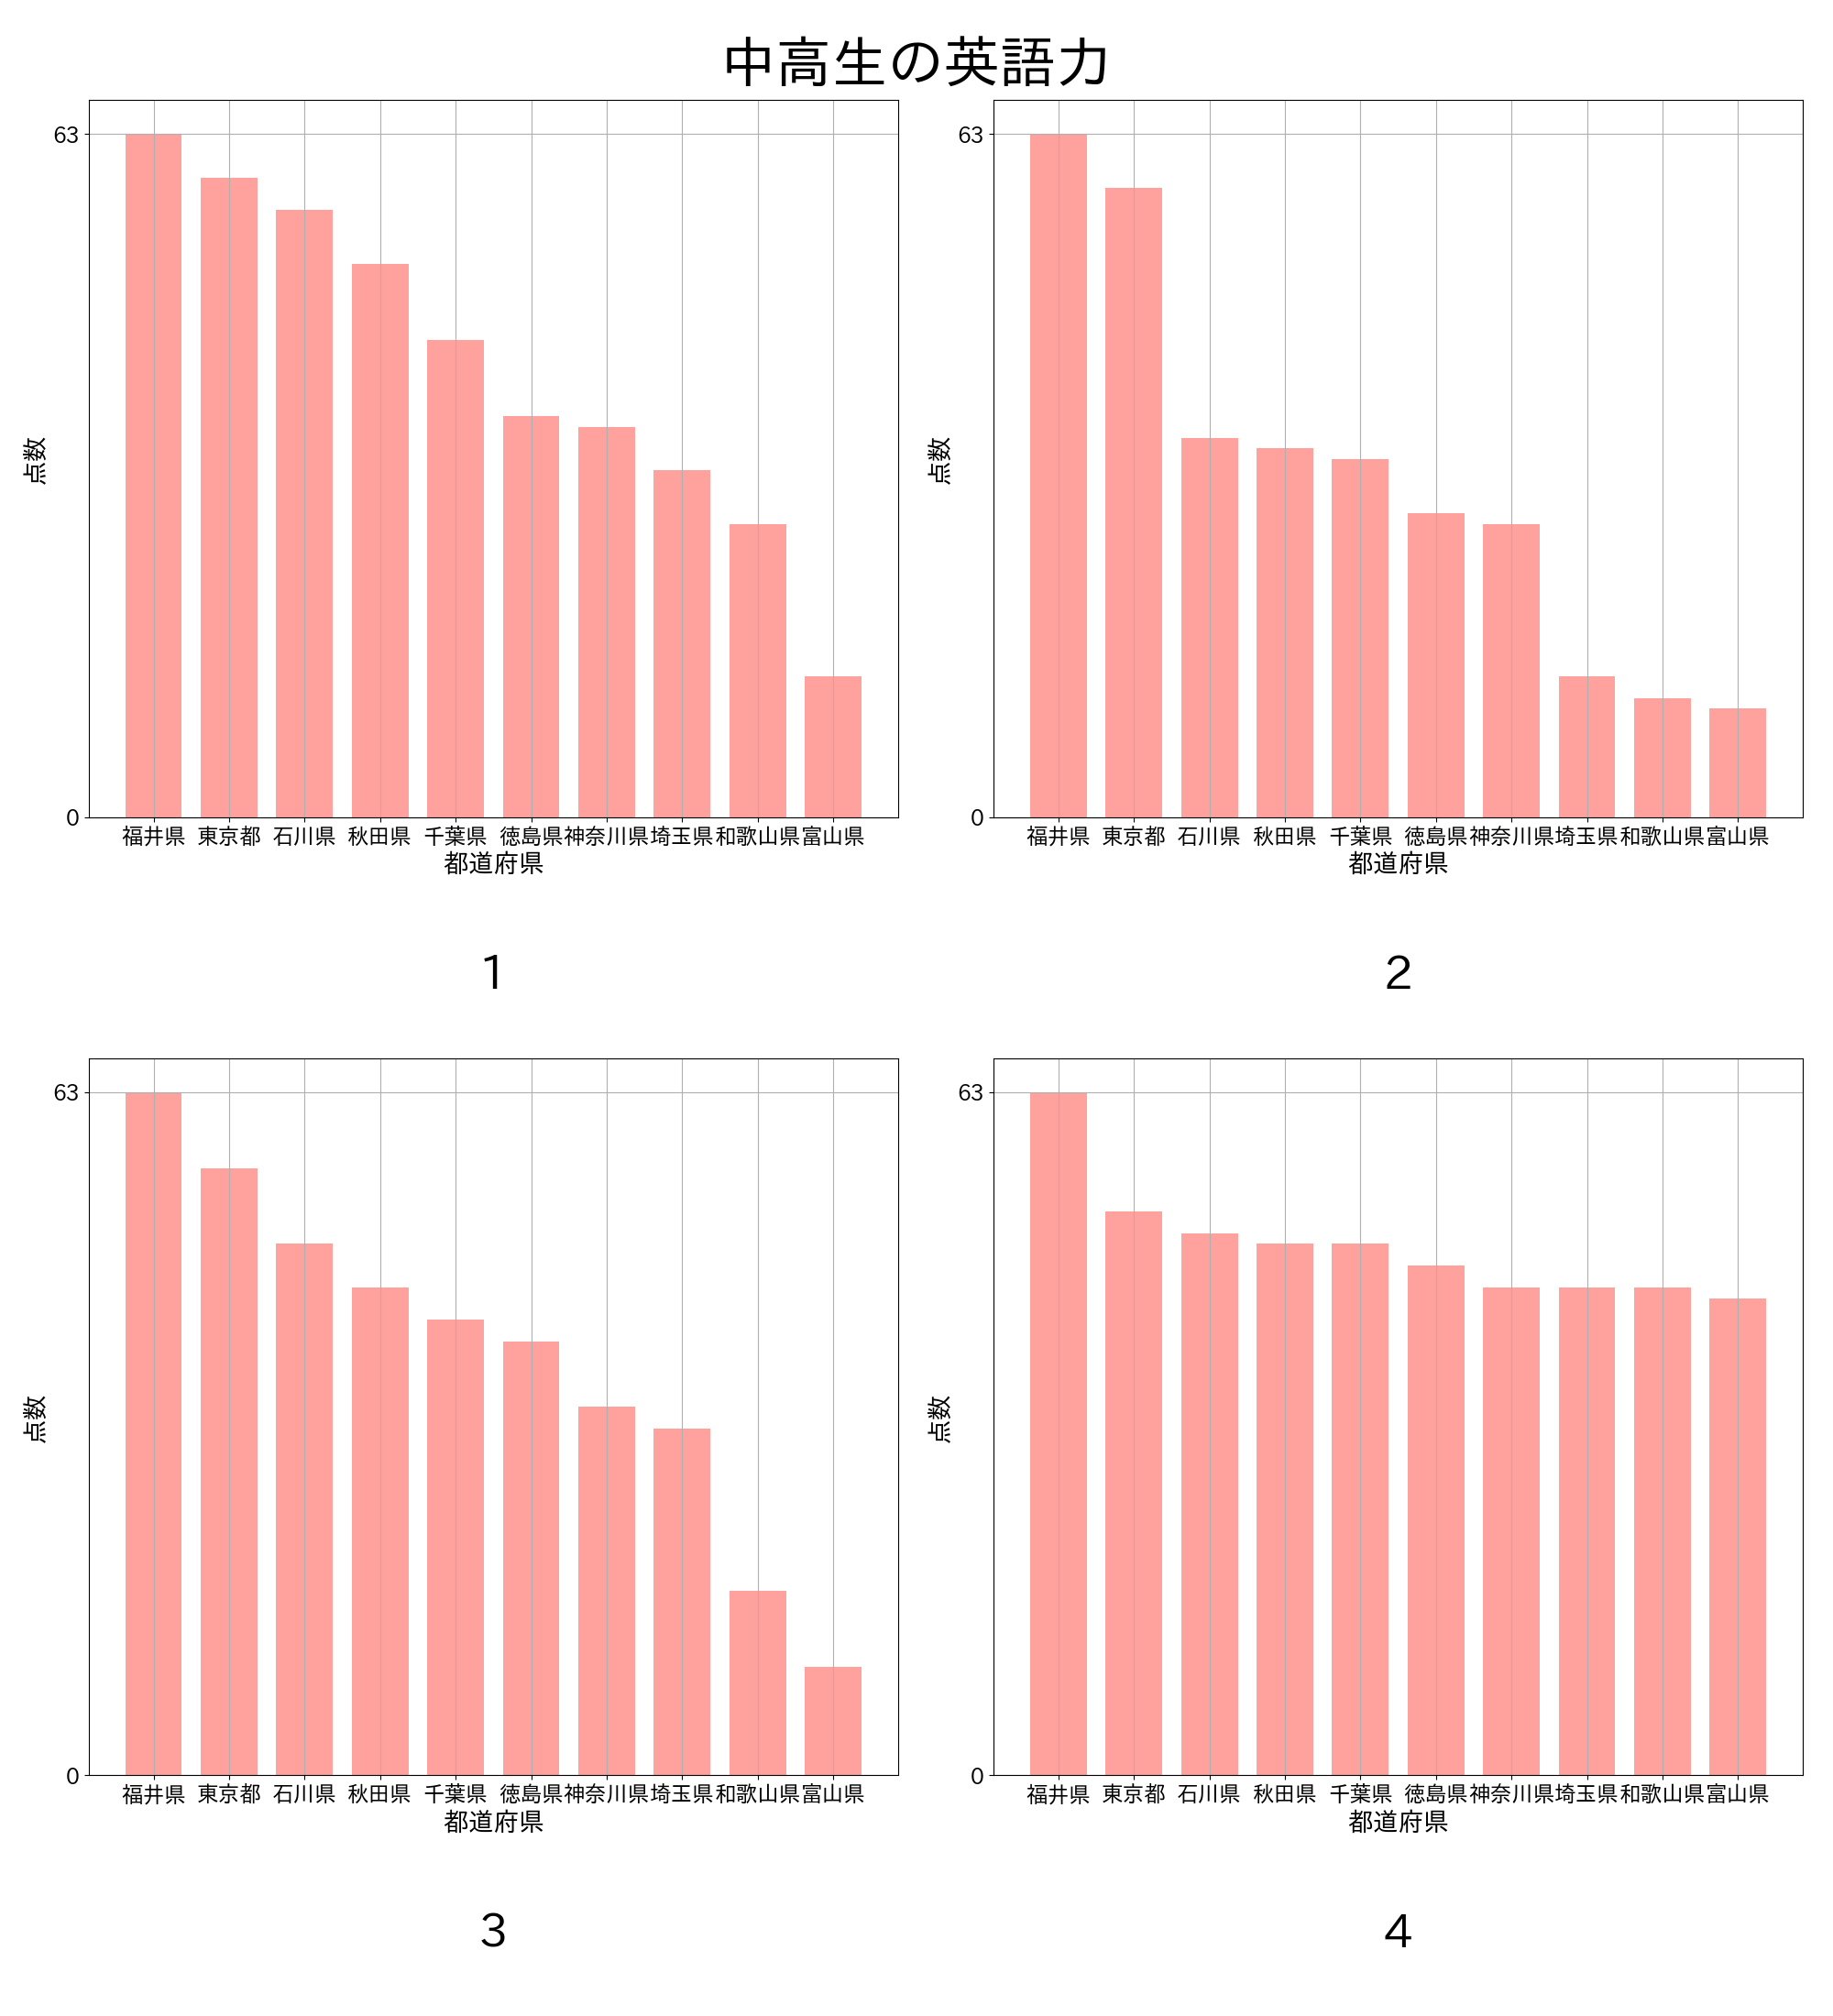 中高生の英語力
63
0
点数
福井県 東京都 石川県 秋田県 千葉県 徳島県 神奈川県 埼玉県 和歌山県 富山県
都道府県
1
63
0
点数
福井県 東京都 石川県 秋田県 千葉県 徳島県 神奈川県 埼玉県 和歌山県 富山県
都道府県
2
63
0
点数
福井県 東京都 石川県 秋田県 千葉県 徳島県 神奈川県 埼玉県 和歌山県 富山県
都道府県
3
63
0
点数
福井県 東京都 石川県 秋田県 千葉県 徳島県 神奈川県 埼玉県 和歌山県 富山県
都道府県
4